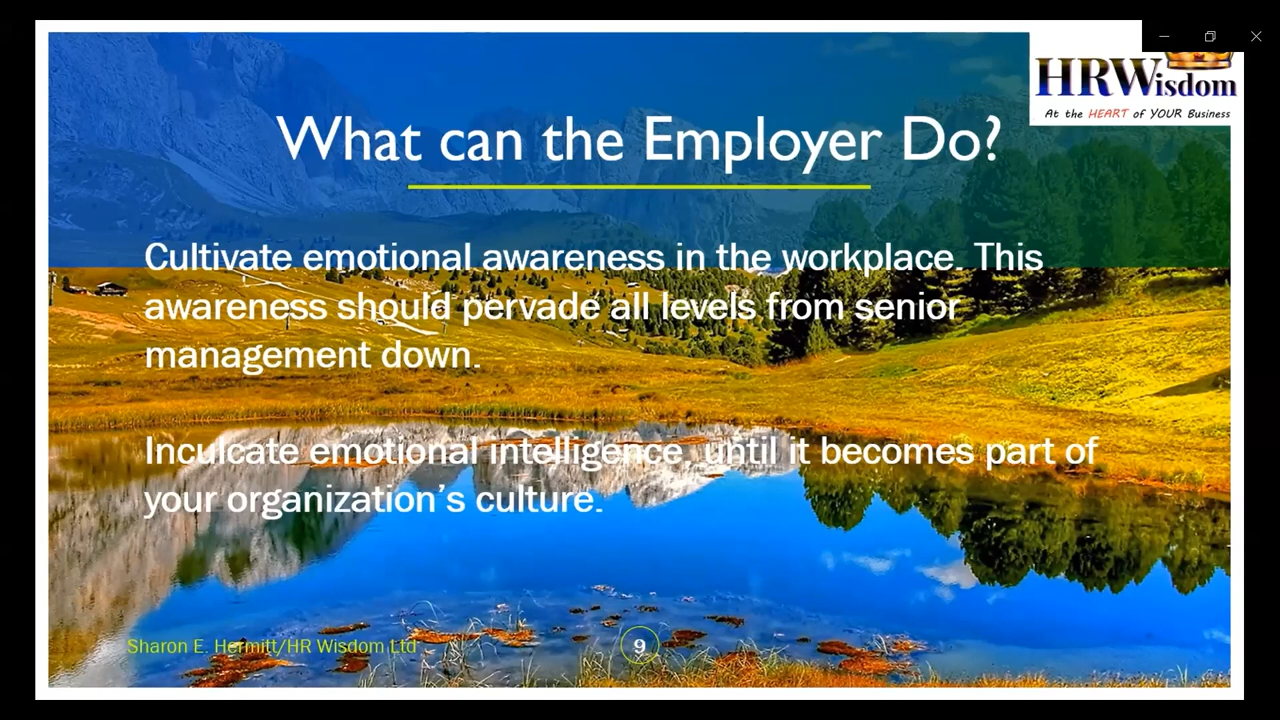 HRWisdom
At the HEART of YOUR Business
What can the Employer Do?
Cultivate emotional awareness in the workplace. This
awareness should pervade all levels from senior
management down.
Inculcate emotional intelligence until it becomes part of
your organization’s culture.
Sharon E. Hermitt/HR Wisdom Ltd
9